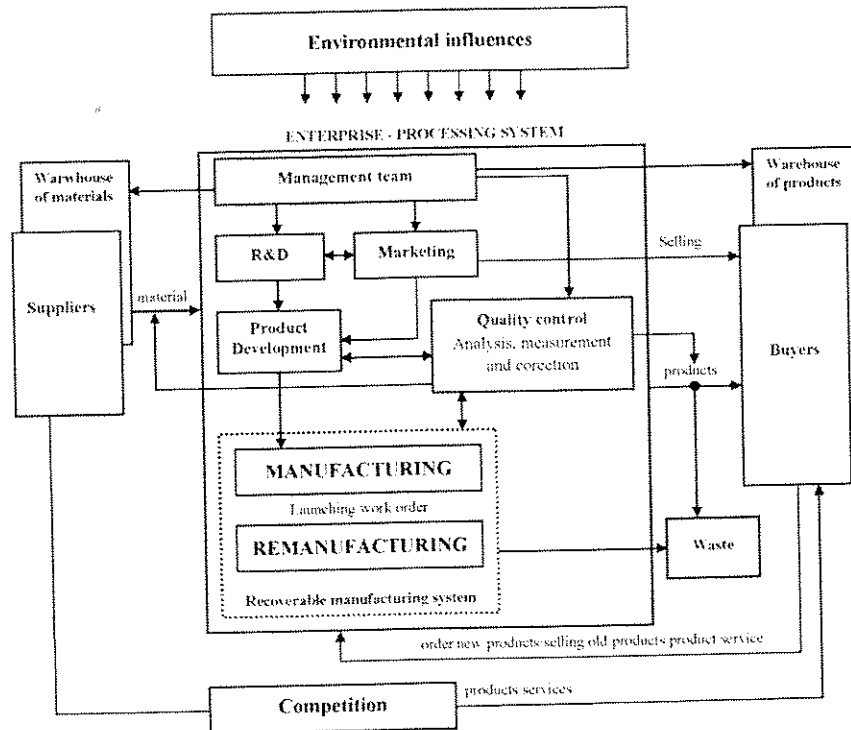 Environmental influences
ENTERPRISE - PROCESSING SYSTEM
Warwhouse
of materials
Management team
Warehouse
of products
R&D
Marketing
Selling
Suppliers
material
Product
Development
Quality control
Analysis, measurement
and corection
Buyers
products
MANUFACTURING
Launching work order
REMANUFACTURING
Waste
Recoverable manufacturing system
order new products selling old products product service
Competition
products services